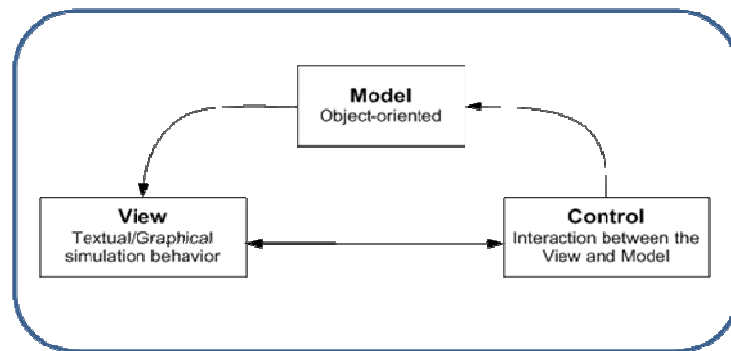 Model
Object-oriented
View
Textual/Graphical
simulation behavior
Control
Interaction between the
View and Model